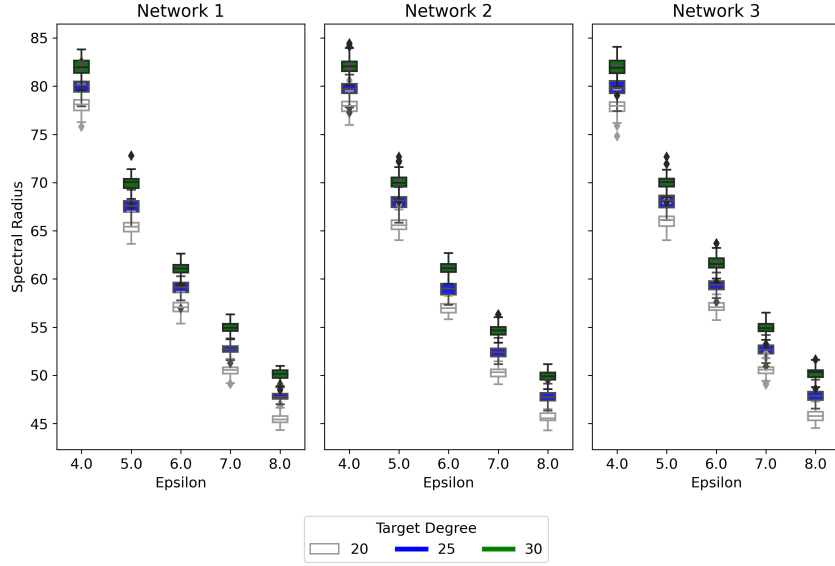 Network 1
Network 2
Network 3
85
80
75
70
65
60
55
50
45
Spectral Radius
4.0 5.0 6.0 7.0 8.0
4.0 5.0 6.0 7.0 8.0
4.0 5.0 6.0 7.0 8.0
Epsilon
Epsilon
Epsilon
Target Degree
20 25 30